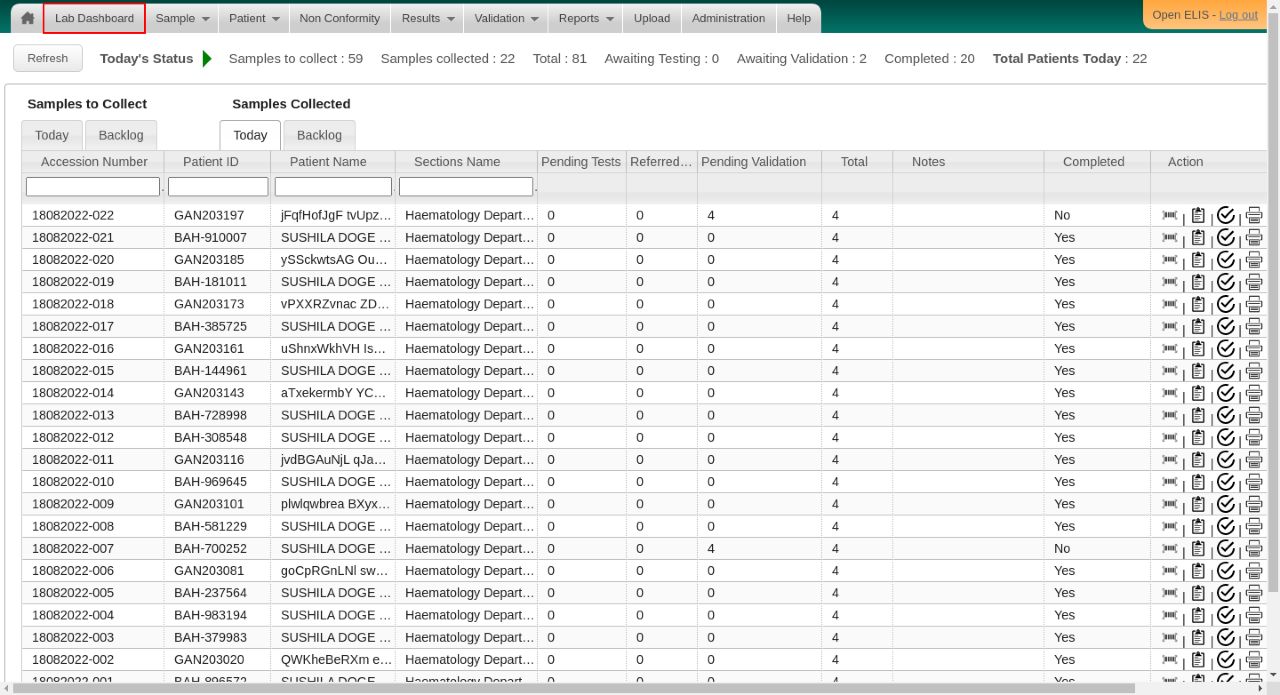 Lab Dashboard Sample Patient Non Conformity Results Validation Reports Upload Administration Help Open ELIS - Log out
Refresh Today's Status Samples to collect : 59 Samples collected : 22 Total : 81 Awaiting Testing : 0 Awaiting Validation : 2 Completed : 20 Total Patients Today : 22
Samples to Collect Samples Collected
Today Backlog Today Backlog
Accession Number Patient ID Patient Name Sections Name Pending Tests Referred… Pending Validation Total Notes Completed Action
18082022-022 GAN203197 jFqfHofJgF tvUpz… Haematology Depart… 0 0 4 4 No
18082022-021 BAH-910007 SUSHILA DOGE … Haematology Depart… 0 0 0 4 Yes
18082022-020 GAN203185 ySSckwtsAG Ou… Haematology Depart… 0 0 0 4 Yes
18082022-019 BAH-181011 SUSHILA DOGE … Haematology Depart… 0 0 0 4 Yes
18082022-018 GAN203173 vPXXRZvnac ZD… Haematology Depart… 0 0 0 4 Yes
18082022-017 BAH-385725 SUSHILA DOGE … Haematology Depart… 0 0 0 4 Yes
18082022-016 GAN203161 uShnxWkhVH Is… Haematology Depart… 0 0 0 4 Yes
18082022-015 BAH-144961 SUSHILA DOGE … Haematology Depart… 0 0 0 4 Yes
18082022-014 GAN203143 aTxekermbY YC… Haematology Depart… 0 0 0 4 Yes
18082022-013 BAH-728998 SUSHILA DOGE … Haematology Depart… 0 0 0 4 Yes
18082022-012 BAH-308548 SUSHILA DOGE … Haematology Depart… 0 0 0 4 Yes
18082022-011 GAN203116 jvdBGAuNjL qJa… Haematology Depart… 0 0 0 4 Yes
18082022-010 BAH-969645 SUSHILA DOGE … Haematology Depart… 0 0 0 4 Yes
18082022-009 GAN203101 plwlqwbrea BXyx… Haematology Depart… 0 0 0 4 Yes
18082022-008 BAH-581229 SUSHILA DOGE … Haematology Depart… 0 0 0 4 Yes
18082022-007 BAH-700252 SUSHILA DOGE … Haematology Depart… 0 0 4 4 No
18082022-006 GAN203081 goCpRGnLNl sw… Haematology Depart… 0 0 0 4 Yes
18082022-005 BAH-237564 SUSHILA DOGE … Haematology Depart… 0 0 0 4 Yes
18082022-004 BAH-983194 SUSHILA DOGE … Haematology Depart… 0 0 0 4 Yes
18082022-003 BAH-379983 SUSHILA DOGE … Haematology Depart… 0 0 0 4 Yes
18082022-002 GAN203020 QWKheBeRXm e… Haematology Depart… 0 0 0 4 Yes
18082022-001 BAH-896572 SUSHILA DOGE … Haematology Depart… 0 0 0 4 Yes